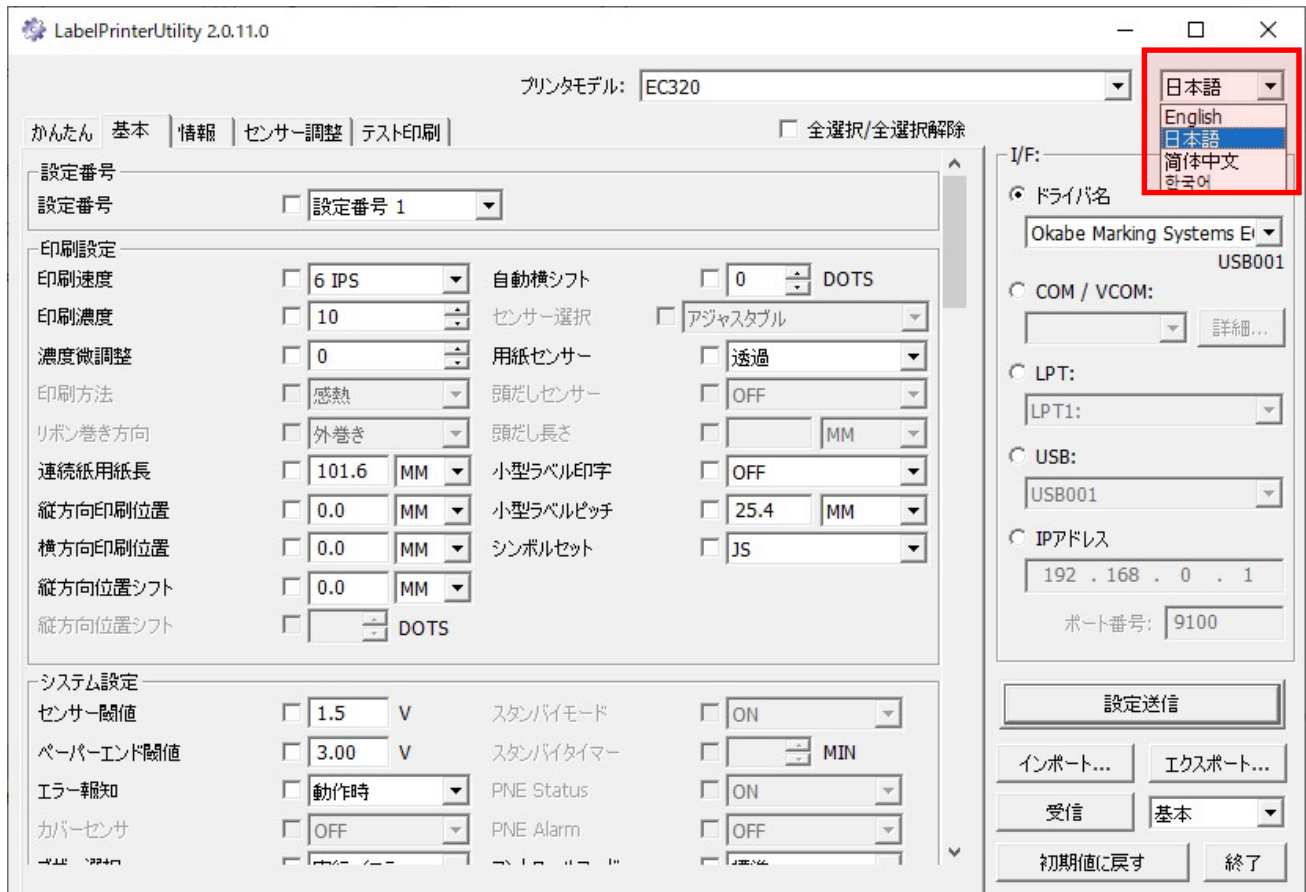 LabelPrinterUtility 2.0.11.0
プリンタモデル: EC320 日本語
English
日本語
简体中文
한국어
かんたん 基本 情報 センサー調整 テスト印刷 全選択/全選択解除
設定番号
設定番号 設定番号 1
印刷設定
印刷速度 6 IPS 自動横シフト 0 DOTS
印刷濃度 10 センサー選択 アジャスタブル
濃度微調整 0 用紙センサー 透過
印刷方法 感熱 頭だしセンサー OFF
リボン巻き方向 外巻き 頭だし長さ MM
連続紙用紙長 101.6 MM 小型ラベル印字 OFF
縦方向印刷位置 0.0 MM 小型ラベルピッチ 25.4 MM
横方向印刷位置 0.0 MM シンボルセット JS
縦方向位置シフト 0.0 MM
縦方向位置シフト DOTS
システム設定
センサー閾値 1.5 V スタンバイモード ON
ペーパーエンド閾値 3.00 V スタンバイタイマー MIN
エラー報知 動作時 PNE Status ON
カバーセンサ OFF PNE Alarm OFF
I/F:
ドライバ名
Okabe Marking Systems E
USB001
COM / VCOM:
詳細...
LPT:
LPT1:
USB:
USB001
IPアドレス
192 . 168 . 0 . 1
ポート番号: 9100
設定送信
インポート... エクスポート...
受信 基本
初期値に戻す 終了